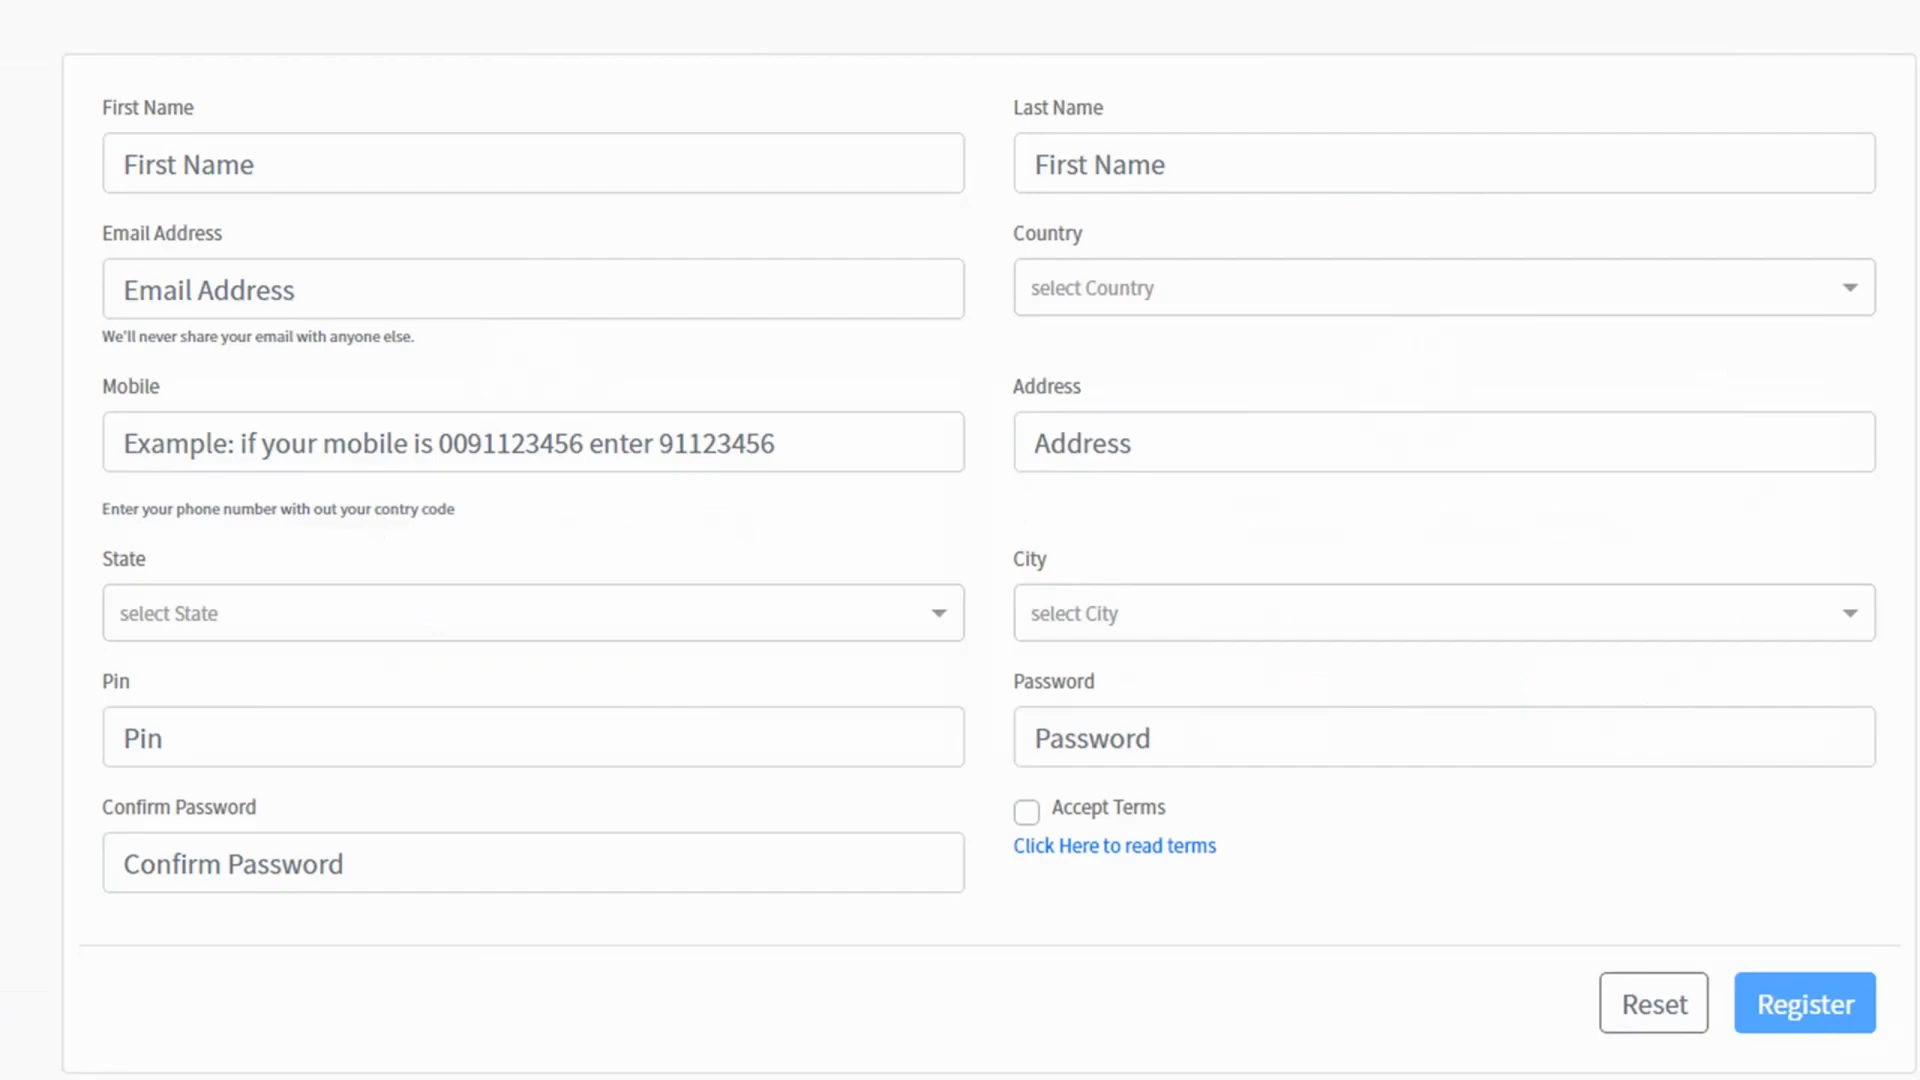 First Name
Last Name
First Name
First Name
Email Address
Country
Email Address
select Country
We'll never share your email with anyone else.
Mobile
Address
Example: if your mobile is 0091123456 enter 91123456
Address
Enter your phone number with out your contry code
State
City
select State
select City
Pin
Password
Pin
Password
Confirm Password
Accept Terms
Click Here to read terms
Confirm Password
Reset
Register